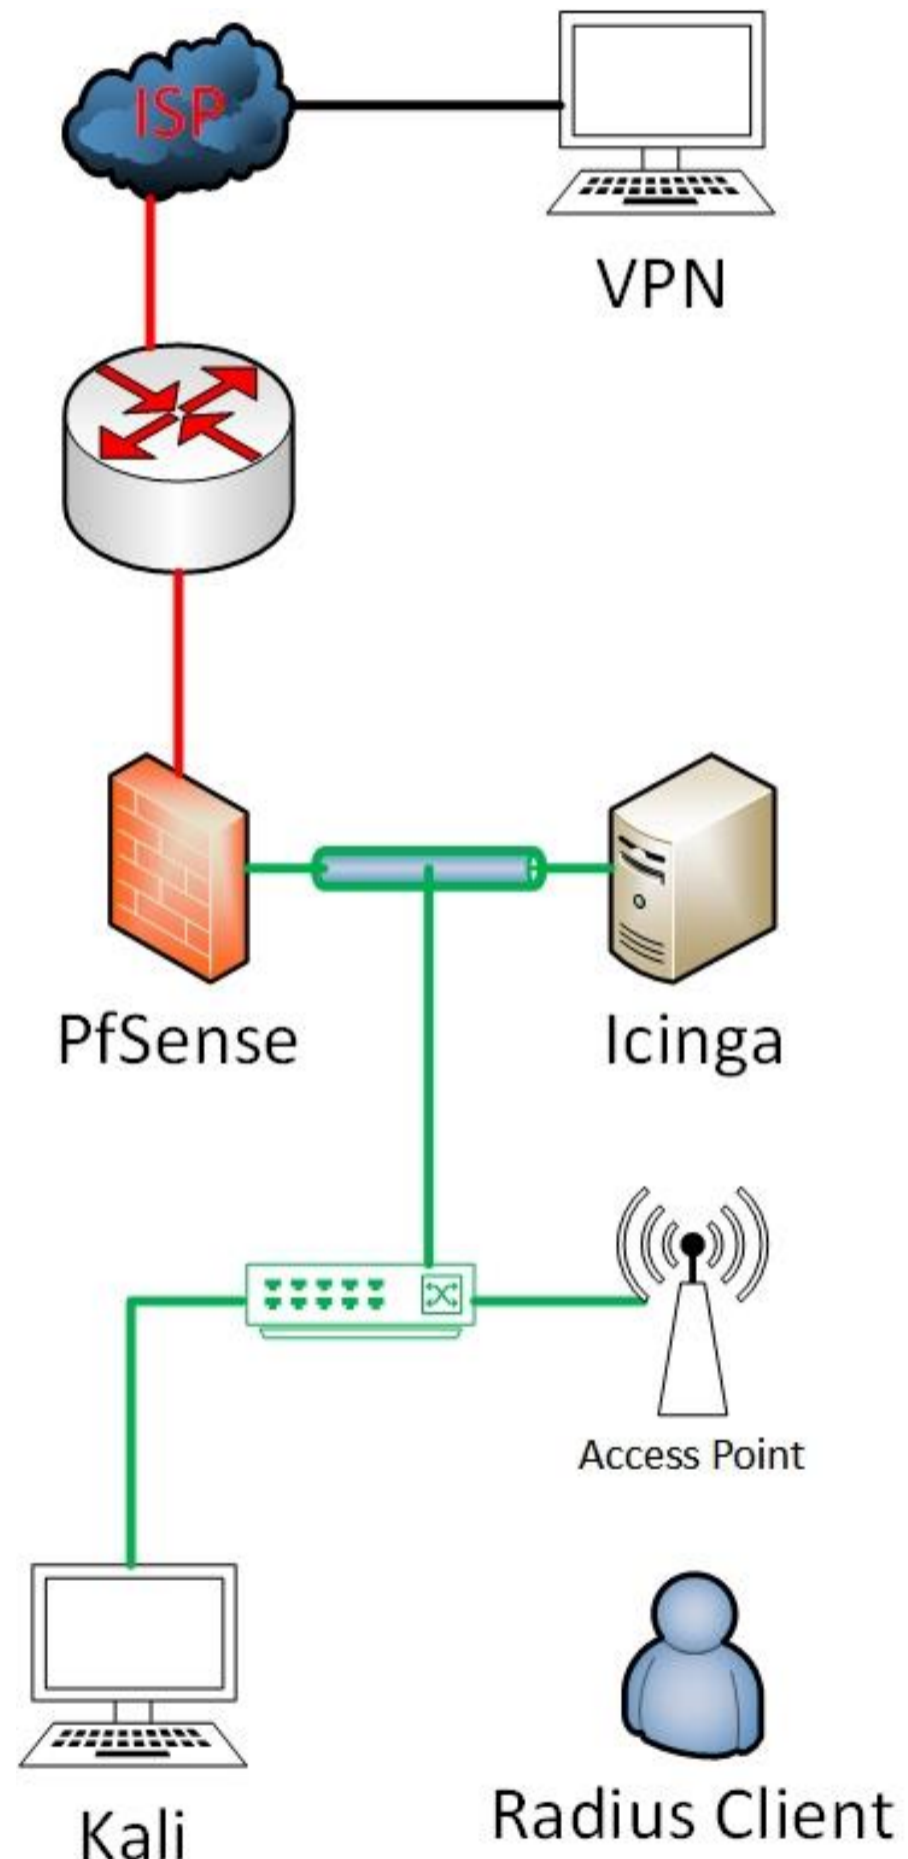 ISP
VPN
PfSense
Icinga
Access Point
Kali
Radius Client